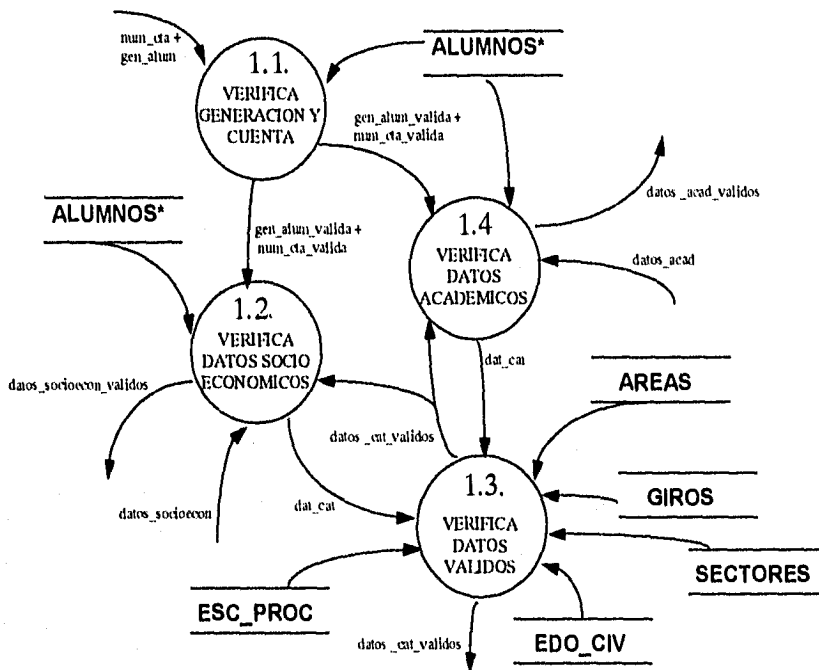 num_cta +
gen_alum
1.1.
VERIFICA
GENERACION Y
CUENTA
ALUMNOS*
gen_alum_valida +
num_cta_valida
datos_acad_validos
ALUMNOS*
gen_alum_valida +
num_cta_valida
1.4
VERIFICA
DATOS
ACADEMICOS
datos_acad
1.2.
VERIFICA
DATOS SOCIO
ECONOMICOS
dat_cat
AREAS
datos_socioecon_validos
datos_cat_validos
1.3.
VERIFICA
DATOS
VALIDOS
GIROS
datos_socioecon
dat_cat
SECTORES
ESC_PROC
datos_cat_validos
EDO_CIV